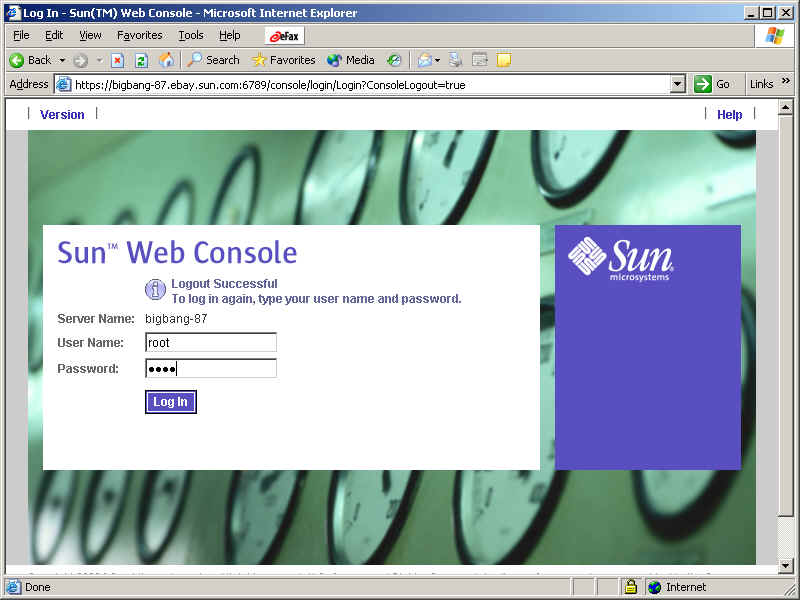 Log In - Sun(TM) Web Console - Microsoft Internet Explorer
File Edit View Favorites Tools Help eFax
Back Search Favorites Media
Address https://bigbang-87.ebay.sun.com:6789/console/login/Login?ConsoleLogout=true Go Links »
Version Help
Sun™ Web Console
Sun
microsystems
Logout Successful
To log in again, type your user name and password.
Server Name: bigbang-87
User Name: root
Password: ••••
Log In
Done Internet